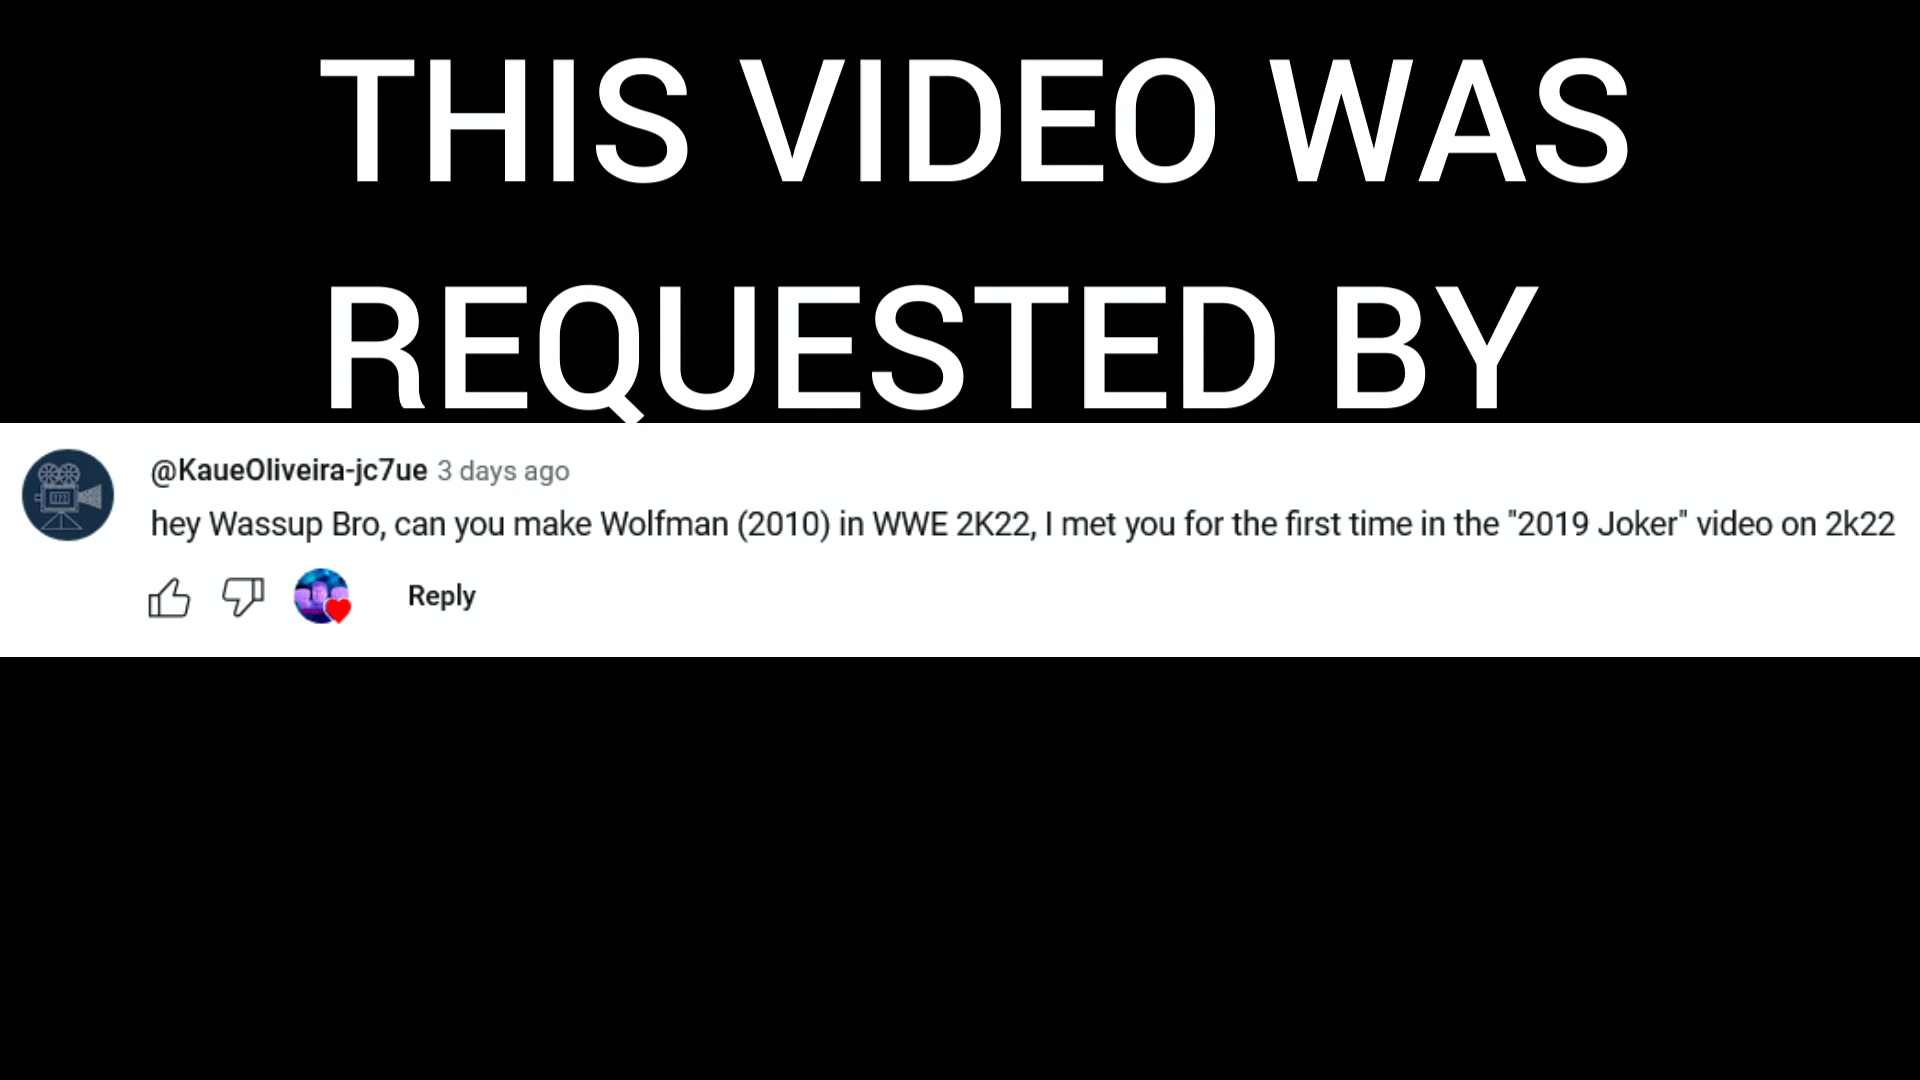 THIS VIDEO WAS
REQUESTED BY
@KaueOliveira-jc7ue 3 days ago
hey Wassup Bro, can you make Wolfman (2010) in WWE 2K22, I met you for the first time in the "2019 Joker" video on 2k22
Reply